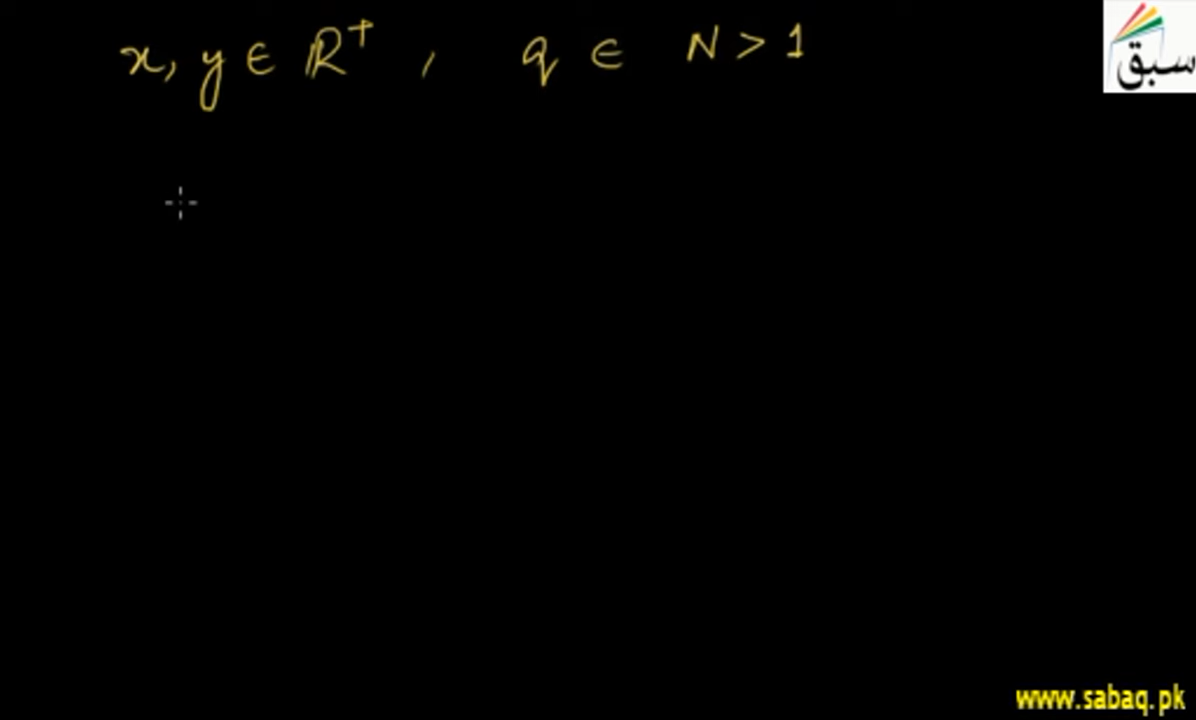 x, y ∈ ℝ⁺ , q ∈ N > 1
سبق
www.sabaq.pk